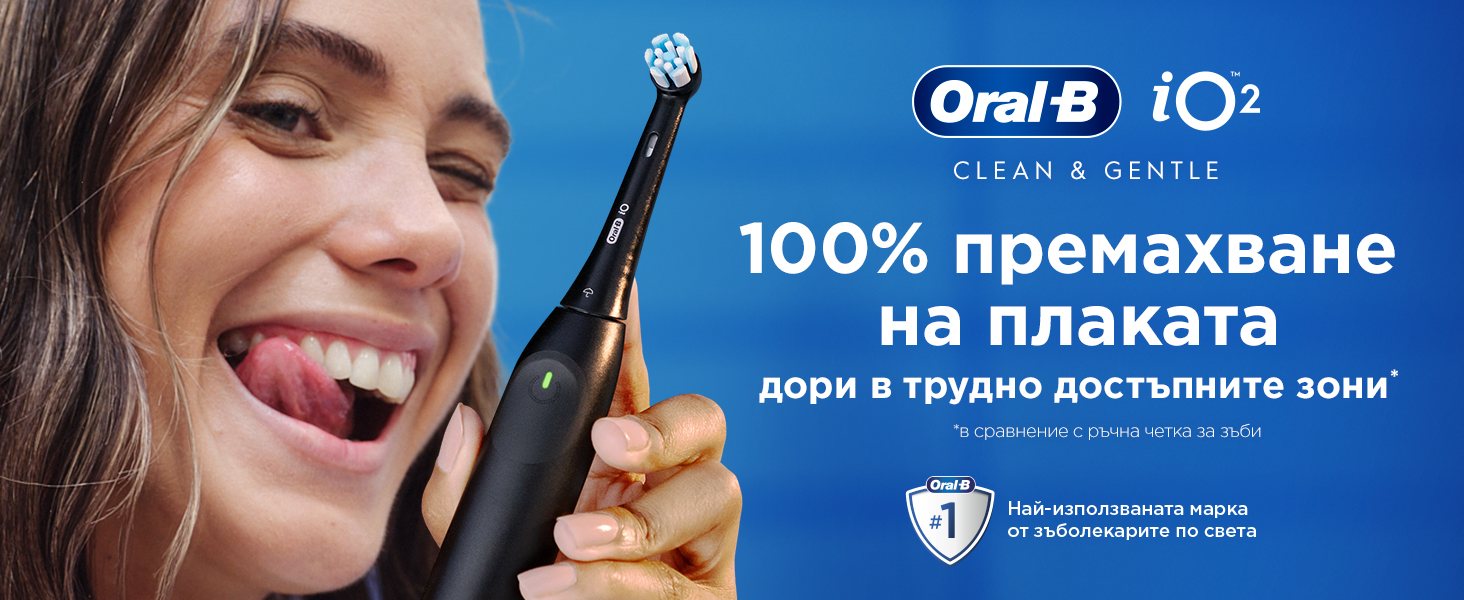 Oral-B iO™2
CLEAN & GENTLE
100% премахване
на плаката
дори в трудно достъпните зони*
*в сравнение с ръчна четка за зъби
Oral-B
#1
Най-използваната марка
от зъболекарите по света
Oral-B iO